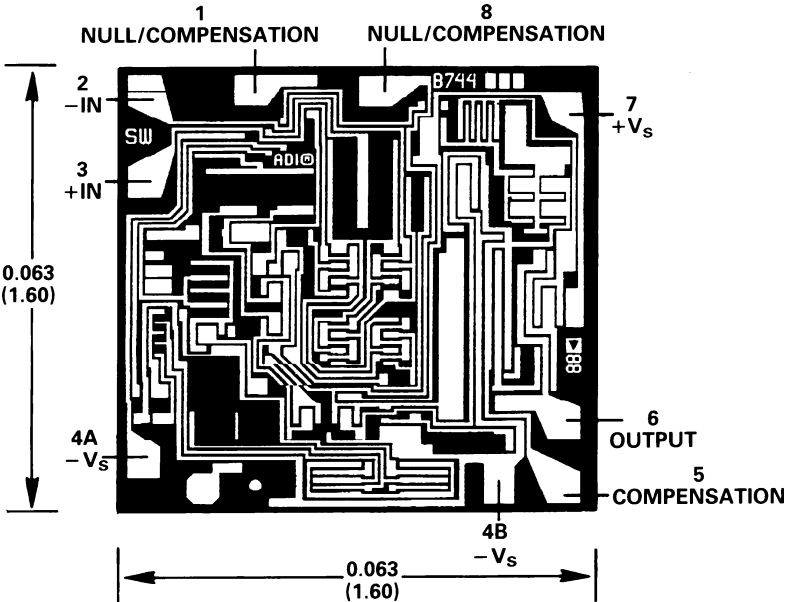 1
NULL/COMPENSATION
8
NULL/COMPENSATION
2
−IN
B744
7
+VS
SW
3
+IN
ADI®
0.063
(1.60)
88
6
OUTPUT
4A
−VS
5
COMPENSATION
4B
−VS
0.063
(1.60)